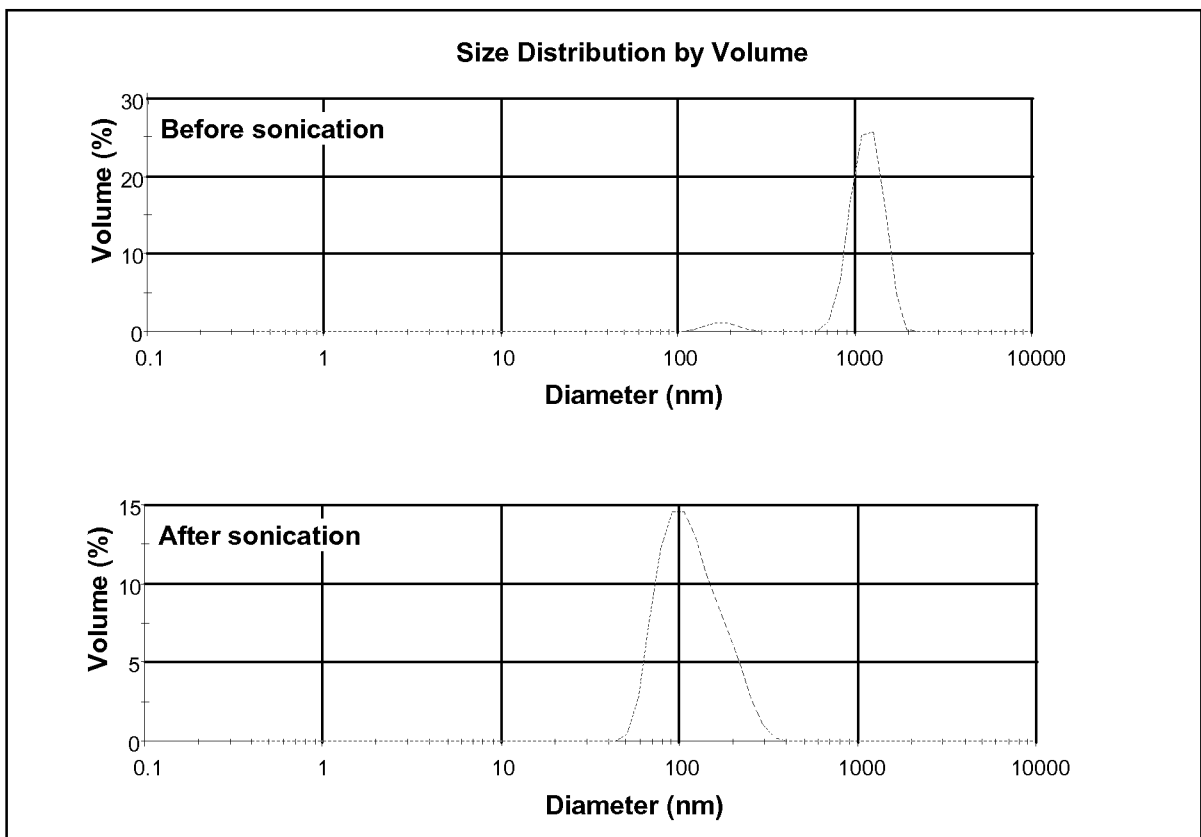 Size Distribution by Volume
30
Before sonication
Volume (%)
20
10
0
0.1 1 10 100 1000 10000
Diameter (nm)
15
After sonication
Volume (%)
10
5
0
0.1 1 10 100 1000 10000
Diameter (nm)